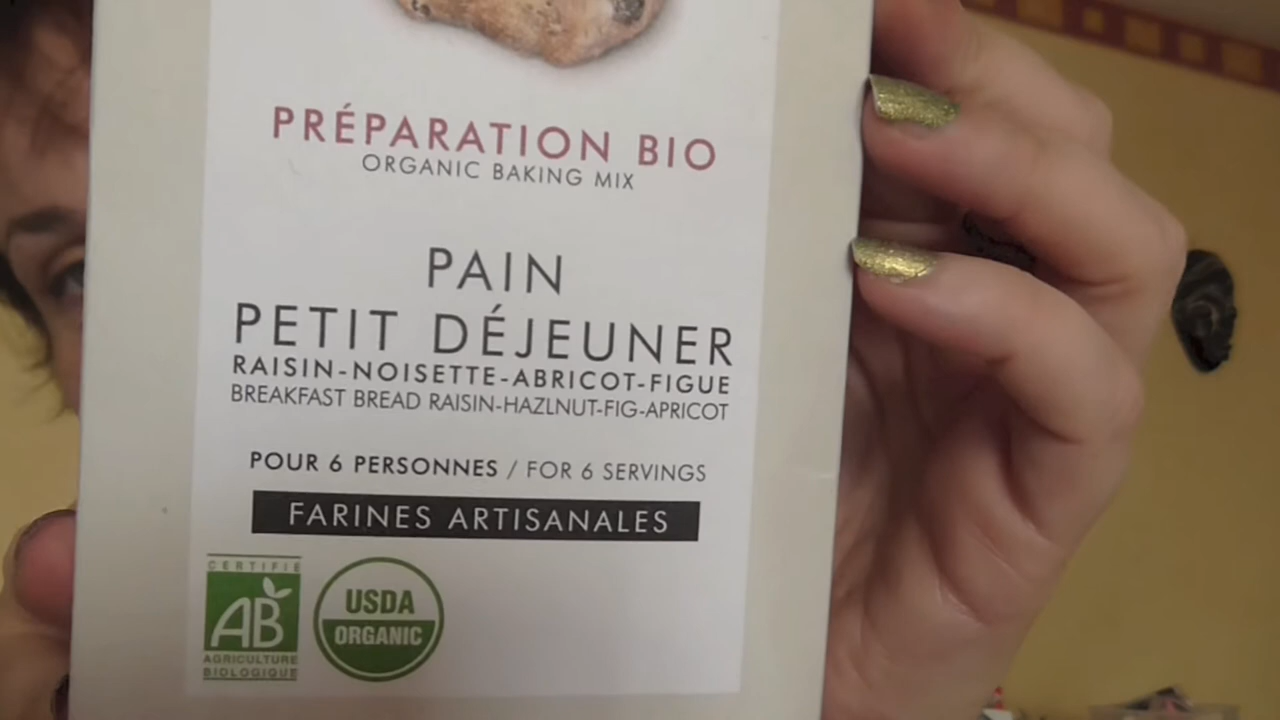 PRÉPARATION BIO
ORGANIC BAKING MIX
PAIN
PETIT DÉJEUNER
RAISIN-NOISETTE-ABRICOT-FIGUE
BREAKFAST BREAD RAISIN-HAZLNUT-FIG-APRICOT
POUR 6 PERSONNES / FOR 6 SERVINGS
FARINES ARTISANALES
CERTIFIÉ
AB
AGRICULTURE
BIOLOGIQUE
USDA
ORGANIC